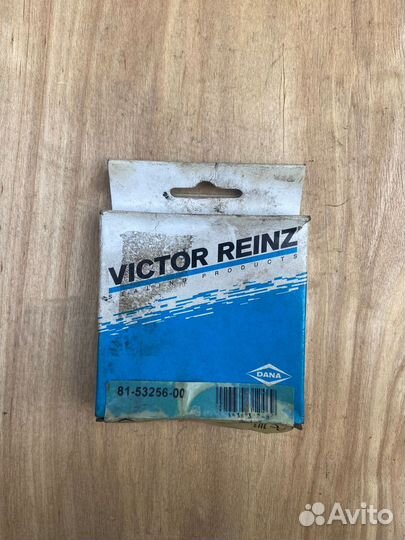 VICTOR REINZ
SEALING PRODUCTS
DANA
81-53256-00
Avito